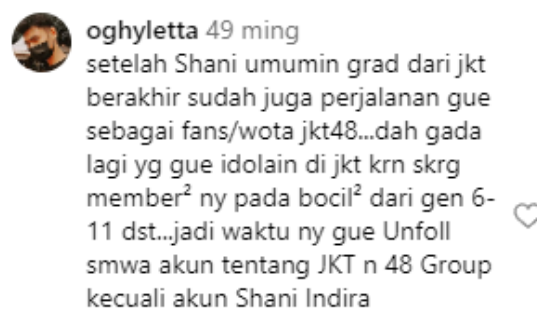 oghyletta 49 ming
setelah Shani umumin grad dari jkt
berakhir sudah juga perjalanan gue
sebagai fans/wota jkt48...dah gada
lagi yg gue idolain di jkt krn skrg
member² ny pada bocil² dari gen 6-
11 dst...jadi waktu ny gue Unfoll
smwa akun tentang JKT n 48 Group
kecuali akun Shani Indira